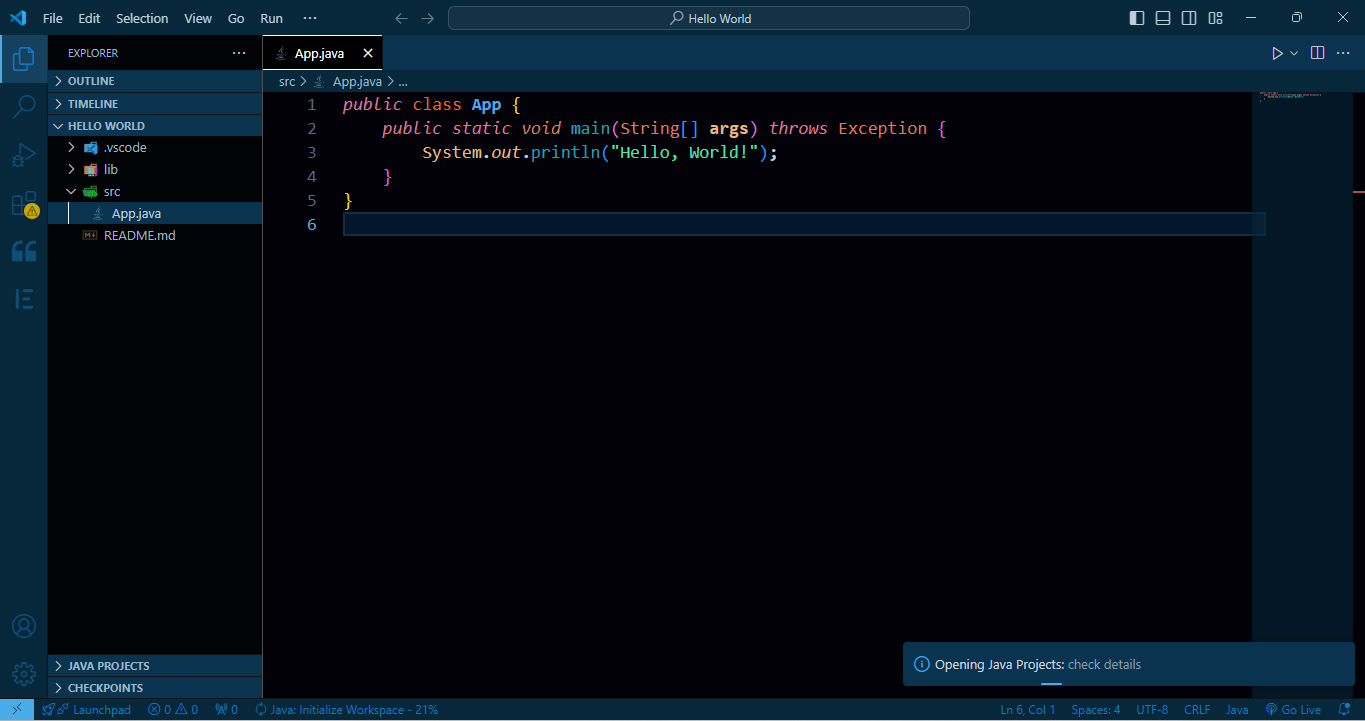 File Edit Selection View Go Run ···
Hello World
EXPLORER ···
OUTLINE
TIMELINE
HELLO WORLD
.vscode
lib
src
App.java
README.md
JAVA PROJECTS
CHECKPOINTS
App.java
src > App.java > ...
1 public class App {
2 public static void main(String[] args) throws Exception {
3 System.out.println("Hello, World!");
4 }
5 }
6
Opening Java Projects: check details
Launchpad 0 0 0 Java: Initialize Workspace - 21% Ln 6, Col 1 Spaces: 4 UTF-8 CRLF Java Go Live